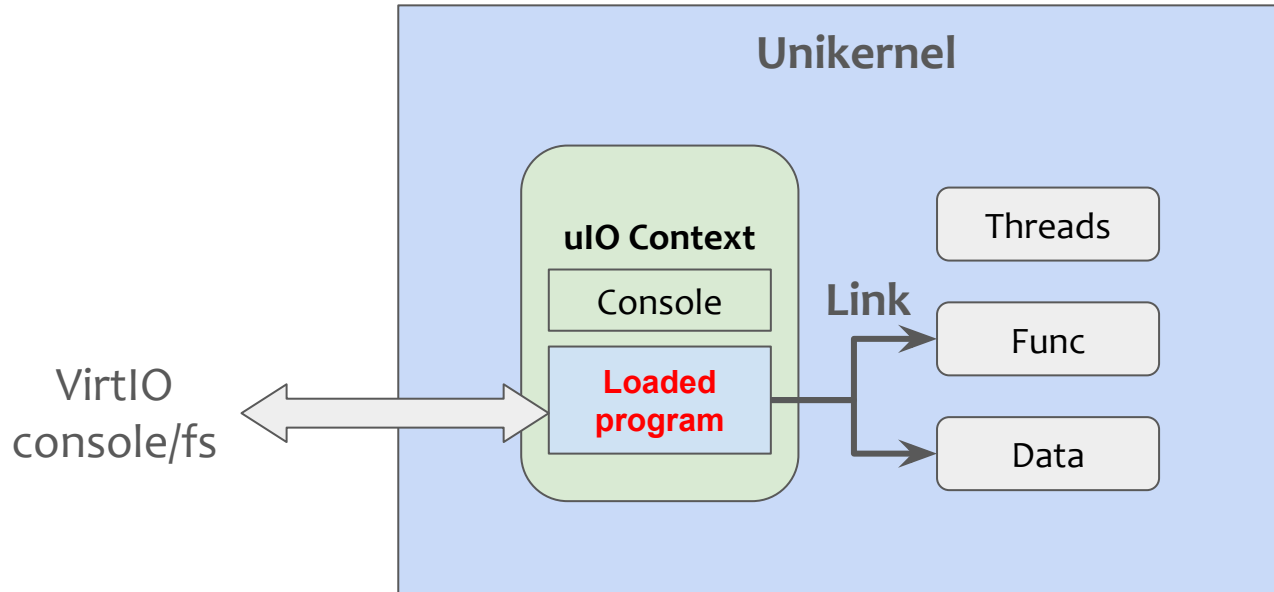 Unikernel
uIO Context
Console
Loaded
program
Link
Threads
Func
Data
VirtIO
console/fs